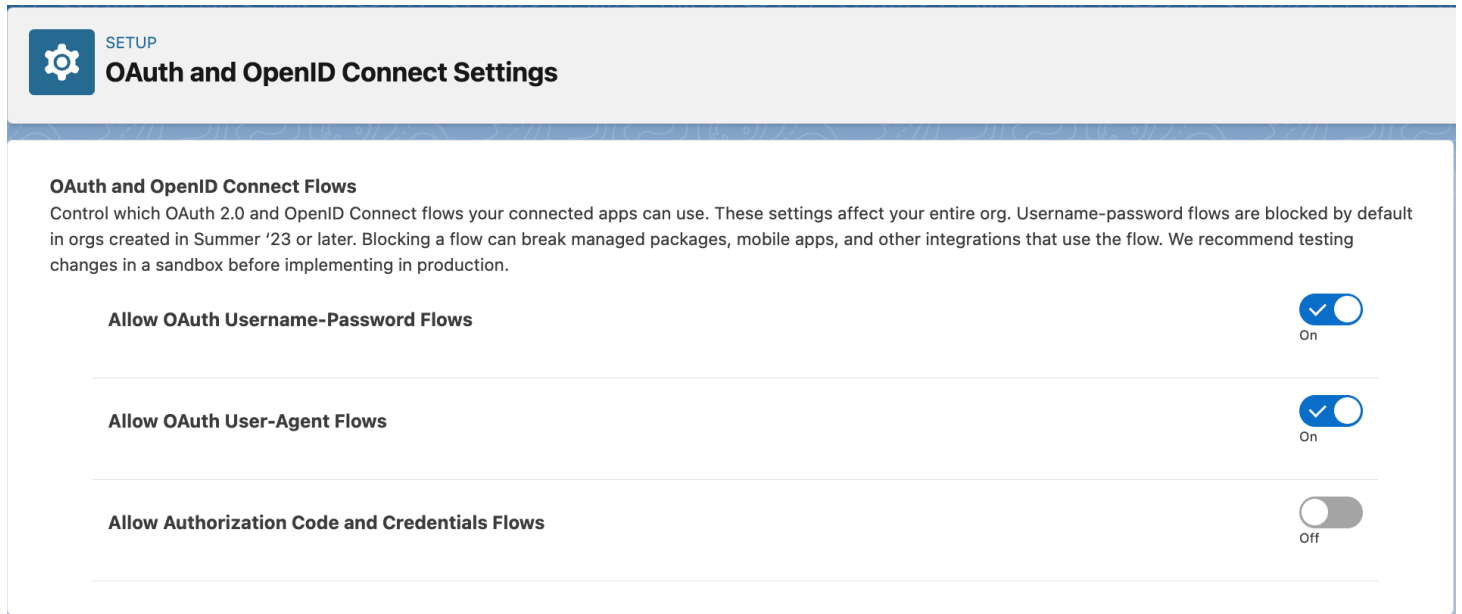 SETUP
OAuth and OpenID Connect Settings
OAuth and OpenID Connect Flows
Control which OAuth 2.0 and OpenID Connect flows your connected apps can use. These settings affect your entire org. Username-password flows are blocked by default
in orgs created in Summer ‘23 or later. Blocking a flow can break managed packages, mobile apps, and other integrations that use the flow. We recommend testing
changes in a sandbox before implementing in production.
Allow OAuth Username-Password Flows
On
Allow OAuth User-Agent Flows
On
Allow Authorization Code and Credentials Flows
Off